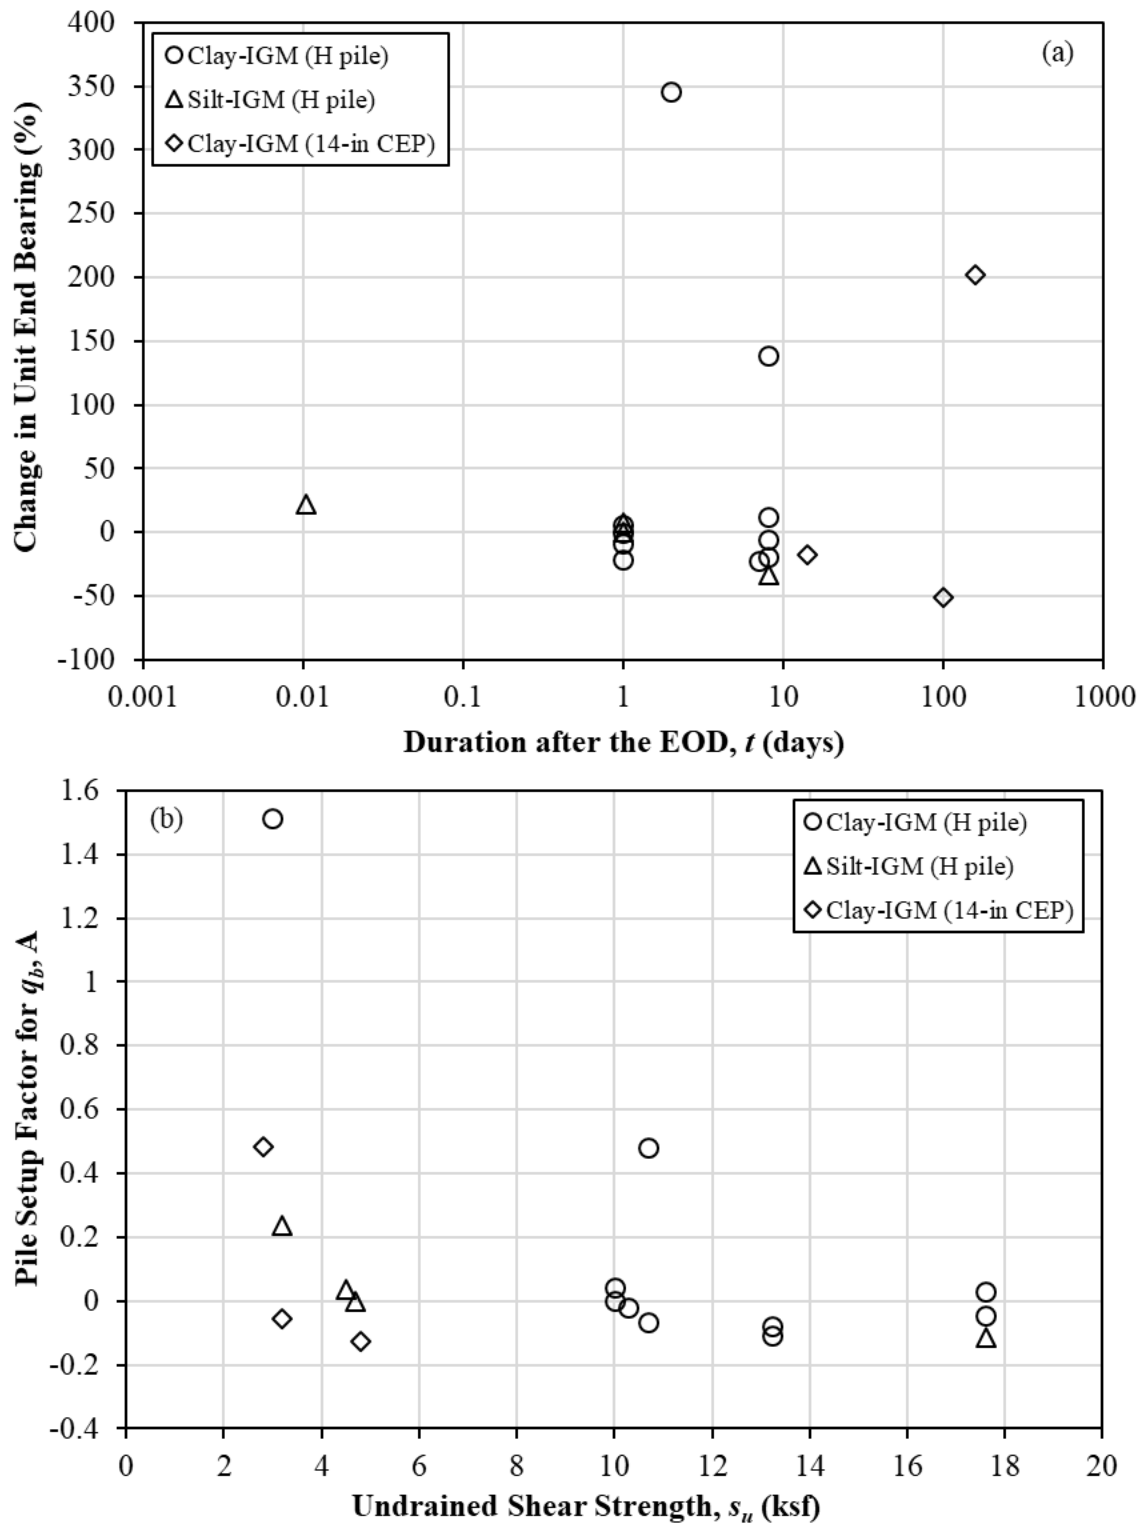 400
350
300
250
200
150
100
50
0
-50
-100
Change in Unit End Bearing (%)
Clay-IGM (H pile)
Silt-IGM (H pile)
Clay-IGM (14-in CEP)
(a)
0.001 0.01 0.1 1 10 100 1000
Duration after the EOD, t (days)
1.6
1.4
1.2
1
0.8
0.6
0.4
0.2
0
-0.2
-0.4
Pile Setup Factor for qb, A
(b)
Clay-IGM (H pile)
Silt-IGM (H pile)
Clay-IGM (14-in CEP)
0 2 4 6 8 10 12 14 16 18 20
Undrained Shear Strength, su (ksf)